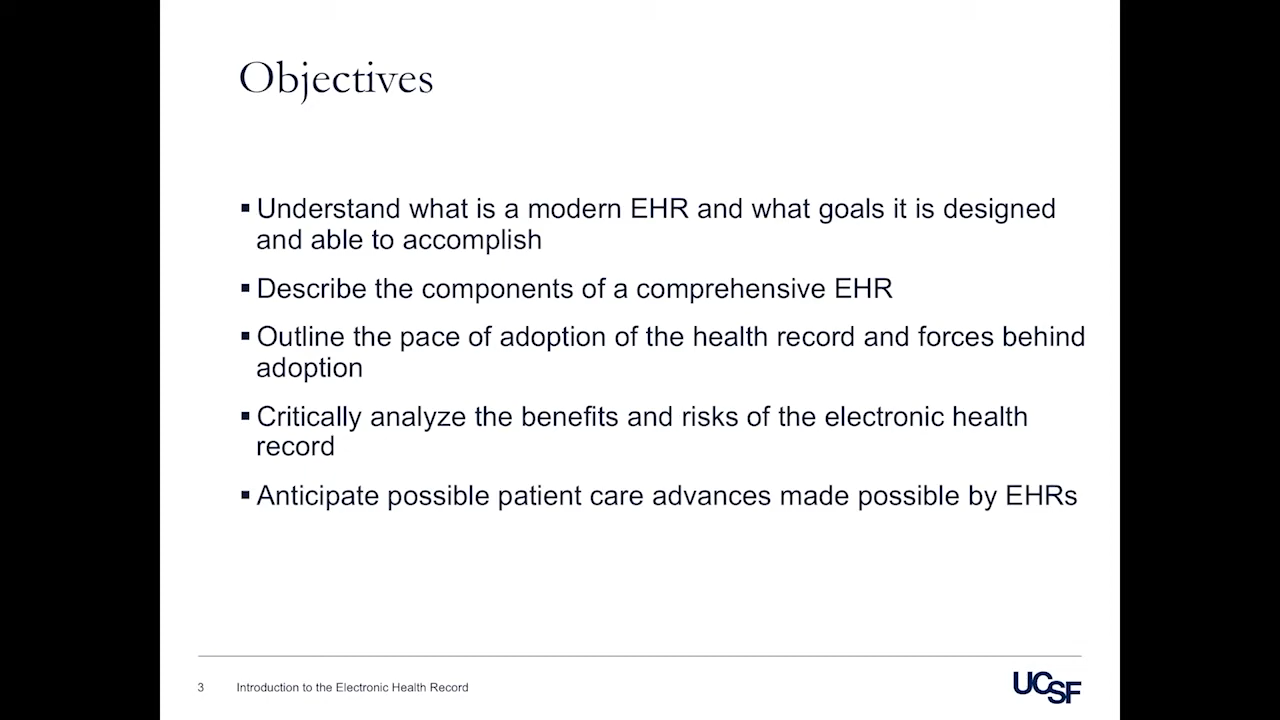 Objectives
▪ Understand what is a modern EHR and what goals it is designed
and able to accomplish
▪ Describe the components of a comprehensive EHR
▪ Outline the pace of adoption of the health record and forces behind
adoption
▪ Critically analyze the benefits and risks of the electronic health
record
▪ Anticipate possible patient care advances made possible by EHRs
3 Introduction to the Electronic Health Record
UCSF